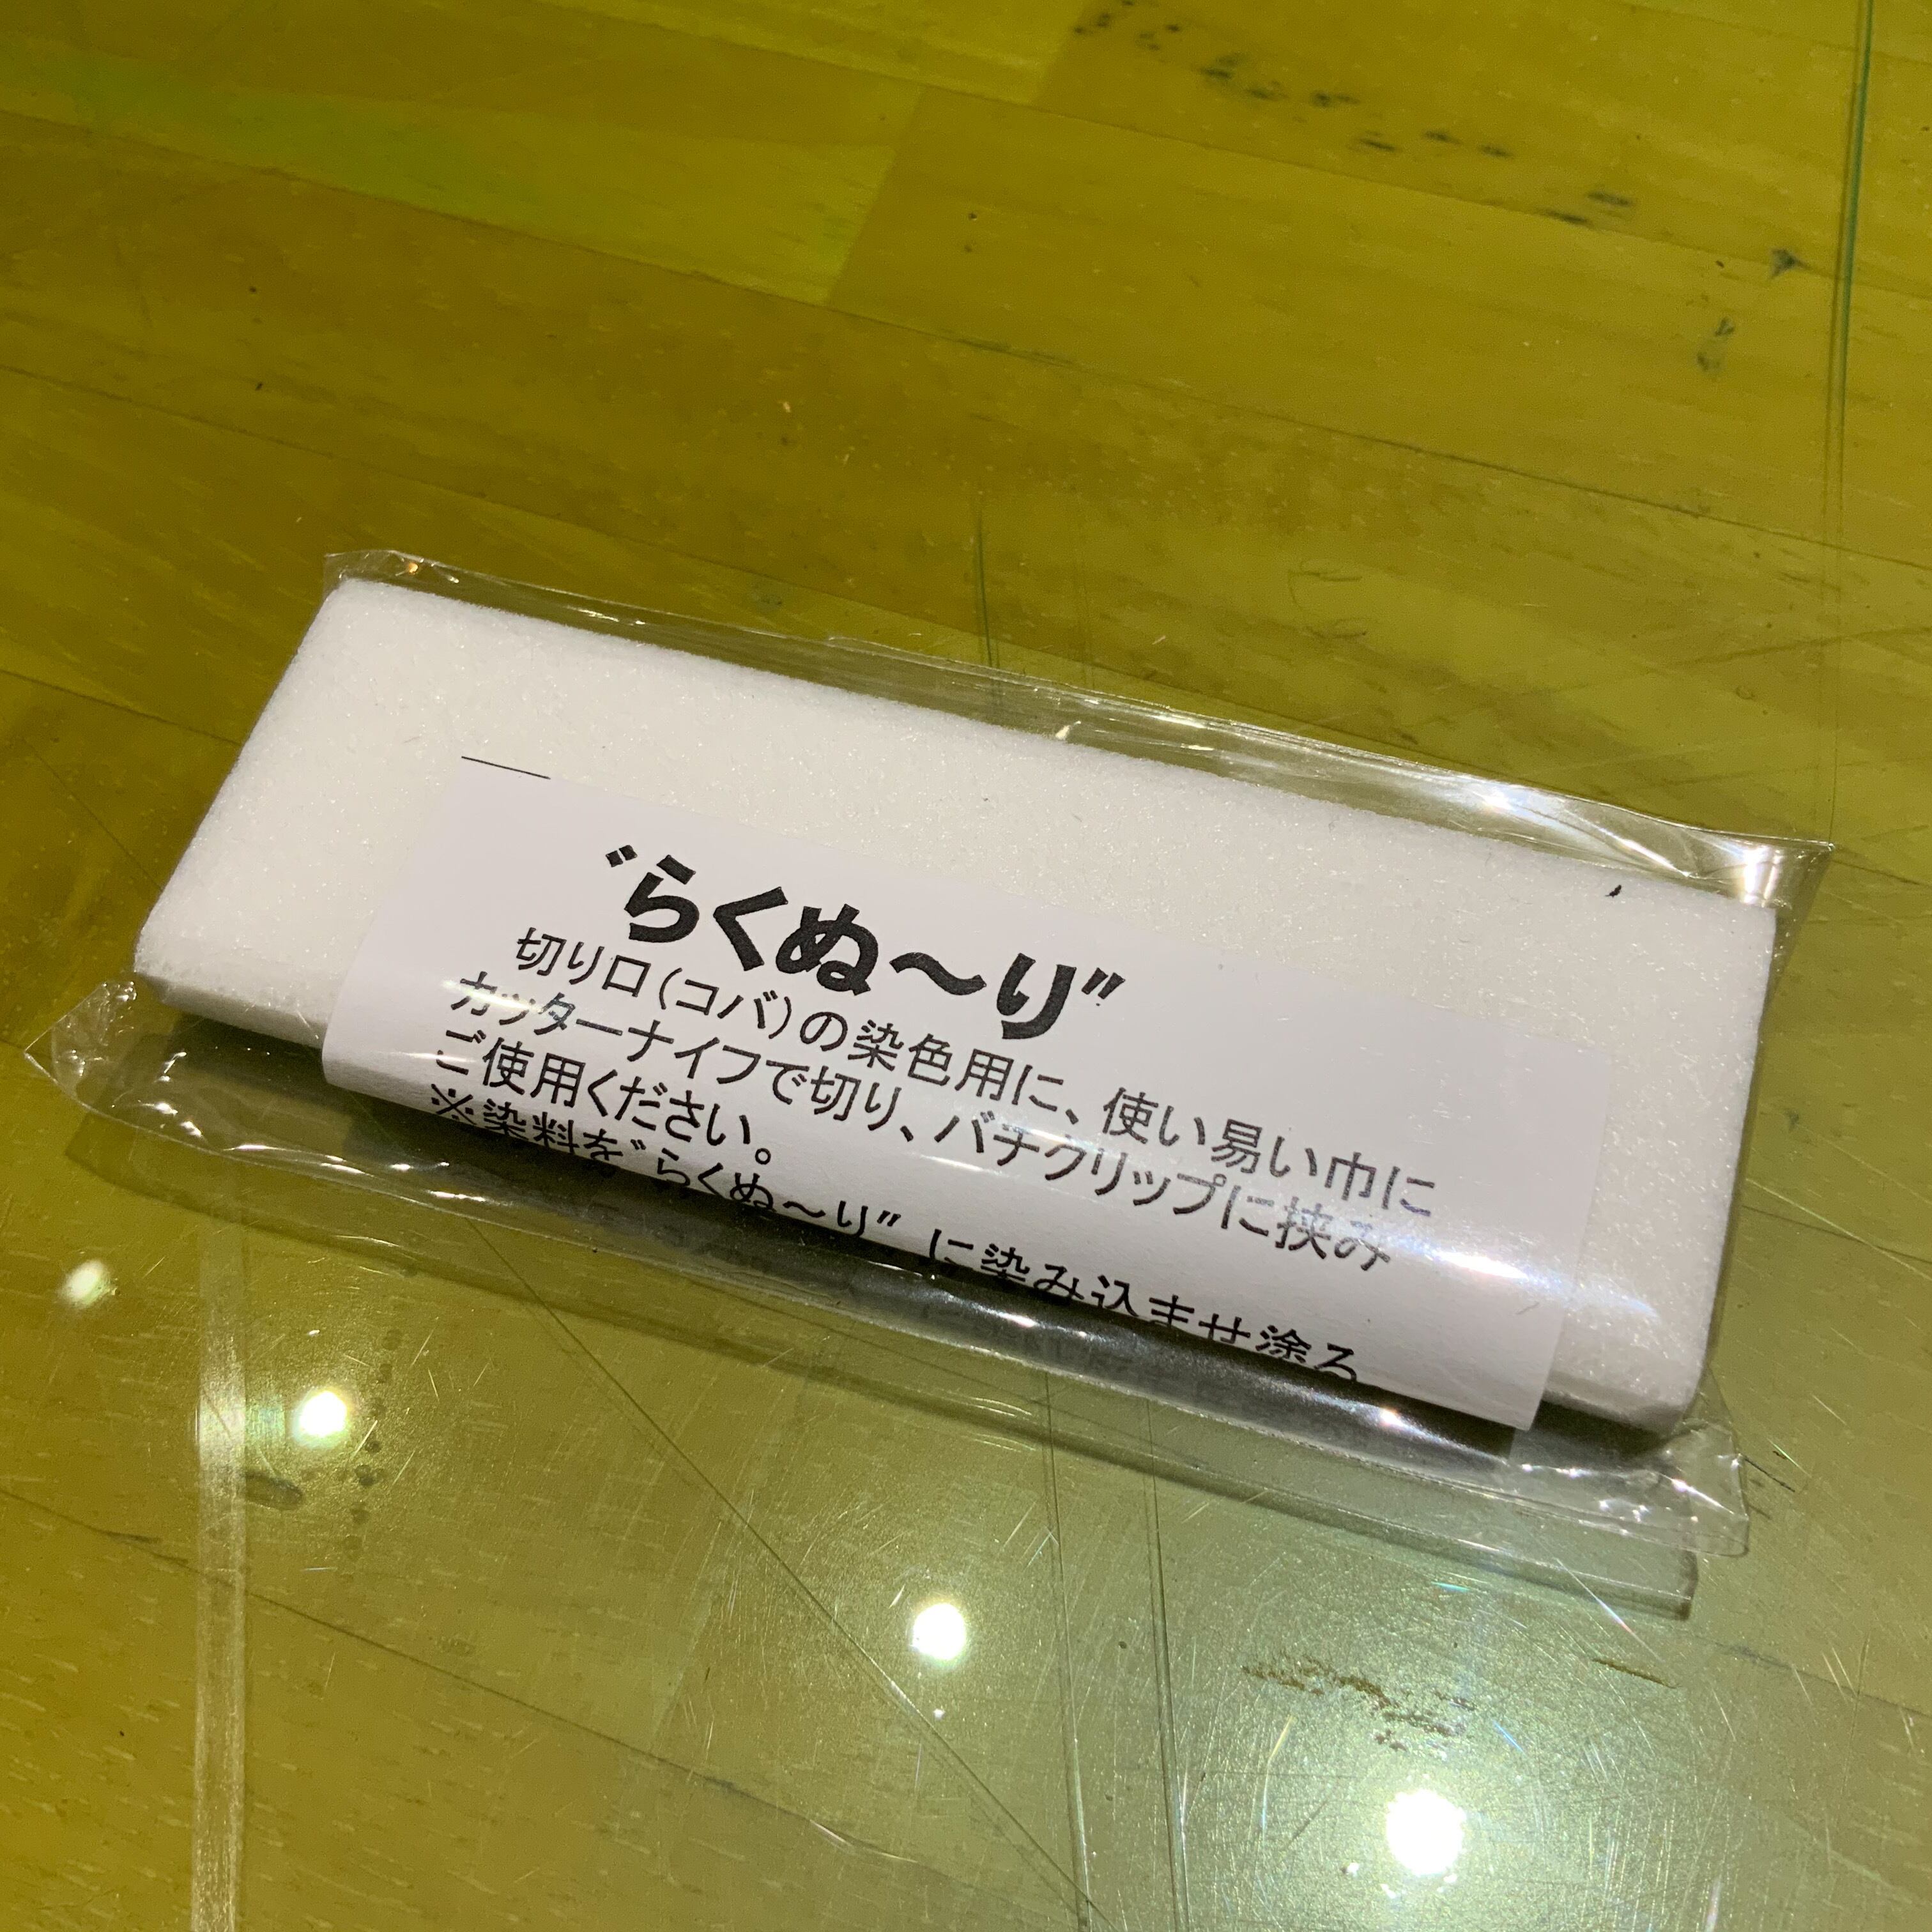 〝らくぬ〜り〟
切り口(コバ)の染色用に、使い易い巾に
カッターナイフで切り、バチクリップに挟み
ご使用ください。
※染料を〝らくぬ〜り〟に染み込ませ塗る